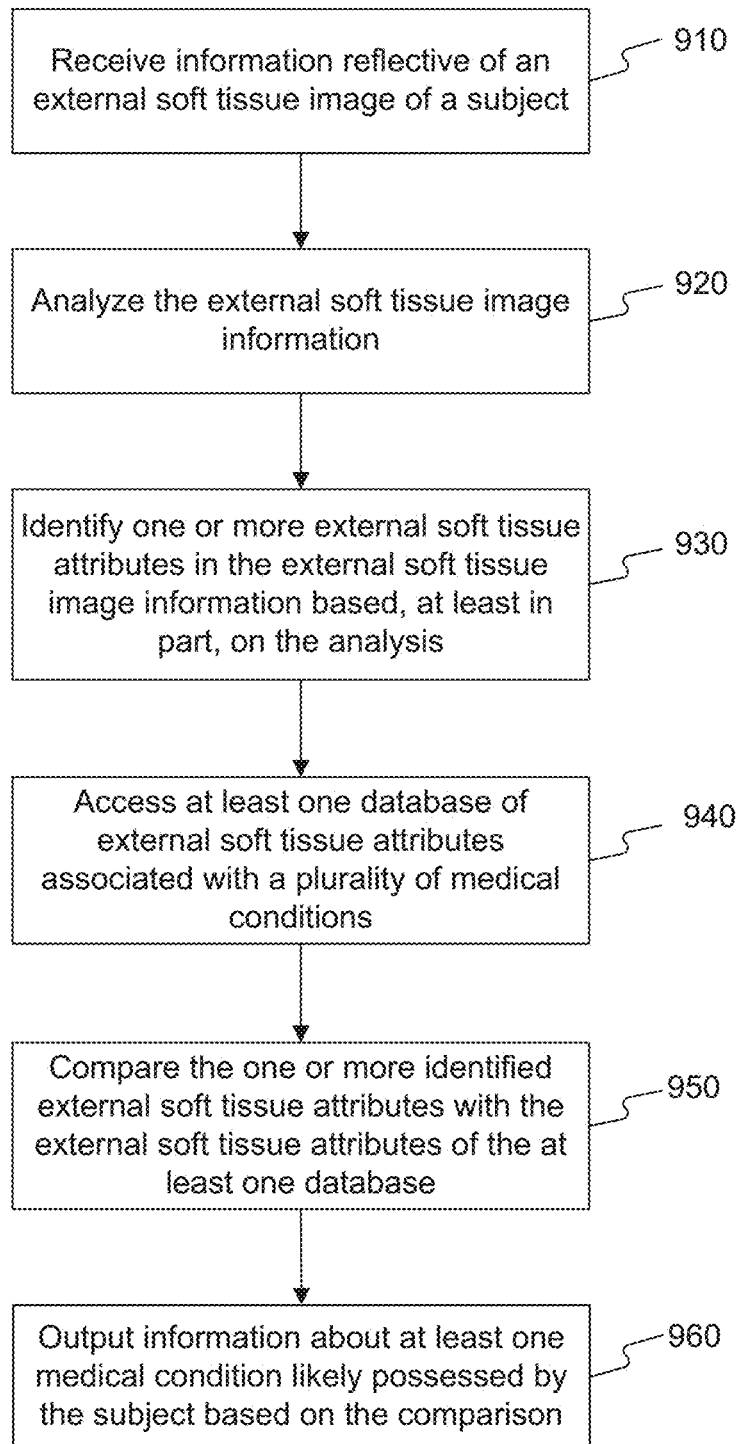 Receive information reflective of an
external soft tissue image of a subject
910
Analyze the external soft tissue image
information
920
Identify one or more external soft tissue
attributes in the external soft tissue
image information based, at least in
part, on the analysis
930
Access at least one database of
external soft tissue attributes
associated with a plurality of medical
conditions
940
Compare the one or more identified
external soft tissue attributes with the
external soft tissue attributes of the at
least one database
950
Output information about at least one
medical condition likely possessed by
the subject based on the comparison
960